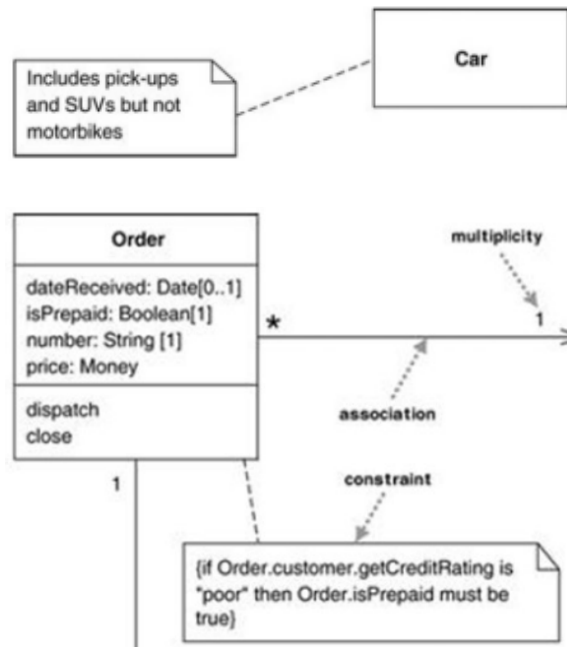 Includes pick-ups
and SUVs but not
motorbikes
Car
Order
dateReceived: Date[0..1]
isPrepaid: Boolean[1]
number: String [1]
price: Money
dispatch
close
*
multiplicity
1
association
1
constraint
{if Order.customer.getCreditRating is
"poor" then Order.isPrepaid must be
true}